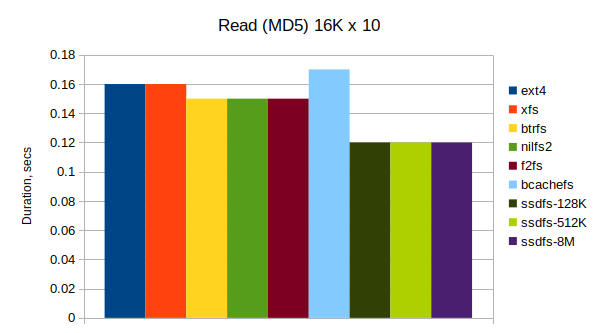 Read (MD5) 16K x 10
Duration, secs
0.18
0.16
0.14
0.12
0.1
0.08
0.06
0.04
0.02
0
ext4
xfs
btrfs
nilfs2
f2fs
bcachefs
ssdfs-128K
ssdfs-512K
ssdfs-8M